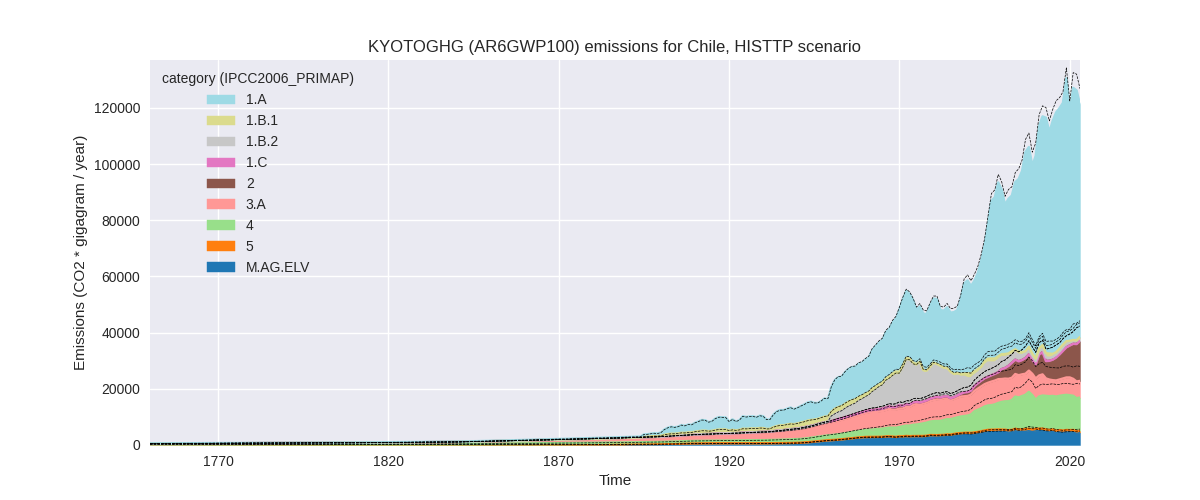 KYOTOGHG (AR6GWP100) emissions for Chile, HISTTP scenario
category (IPCC2006_PRIMAP)
1.A
1.B.1
1.B.2
1.C
2
3.A
4
5
M.AG.ELV
Emissions (CO2 * gigagram / year)
120000
100000
80000
60000
40000
20000
0
1770
1820
1870
1920
1970
2020
Time